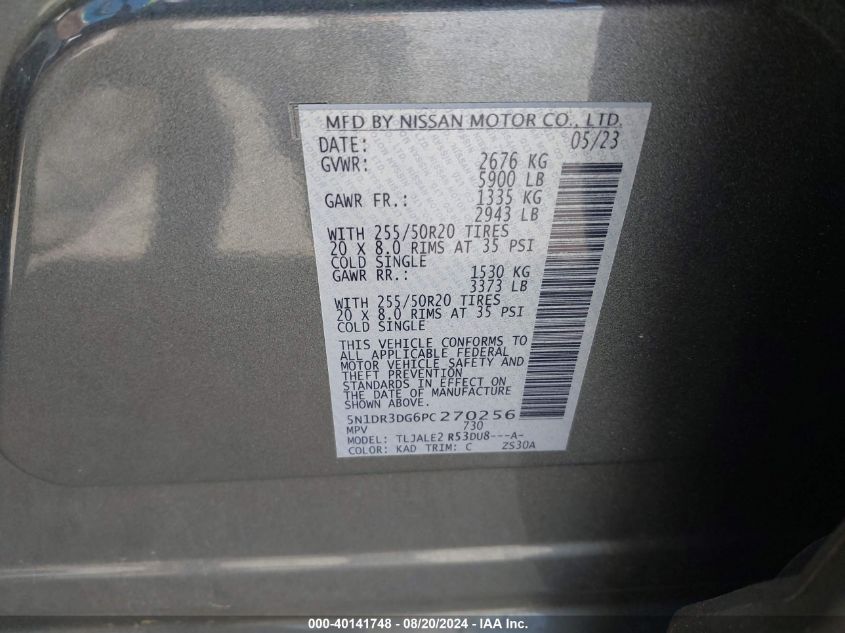 MFD BY NISSAN MOTOR CO., LTD.
DATE: 05/23
GVWR: 2676 KG
5900 LB
GAWR FR.: 1335 KG
2943 LB
WITH 255/50R20 TIRES
20 X 8.0 RIMS AT 35 PSI
COLD SINGLE
GAWR RR.: 1530 KG
3373 LB
WITH 255/50R20 TIRES
20 X 8.0 RIMS AT 35 PSI
COLD SINGLE
THIS VEHICLE CONFORMS TO
ALL APPLICABLE FEDERAL
MOTOR VEHICLE SAFETY AND
THEFT PREVENTION
STANDARDS IN EFFECT ON
THE DATE OF MANUFACTURE
SHOWN ABOVE.
5N1DR3DG6PC270256
MPV 730
MODEL: TLJALE2 R53DU8---A-
COLOR: KAD TRIM: C ZS30A
000-40141748 - 08/20/2024 - IAA Inc.